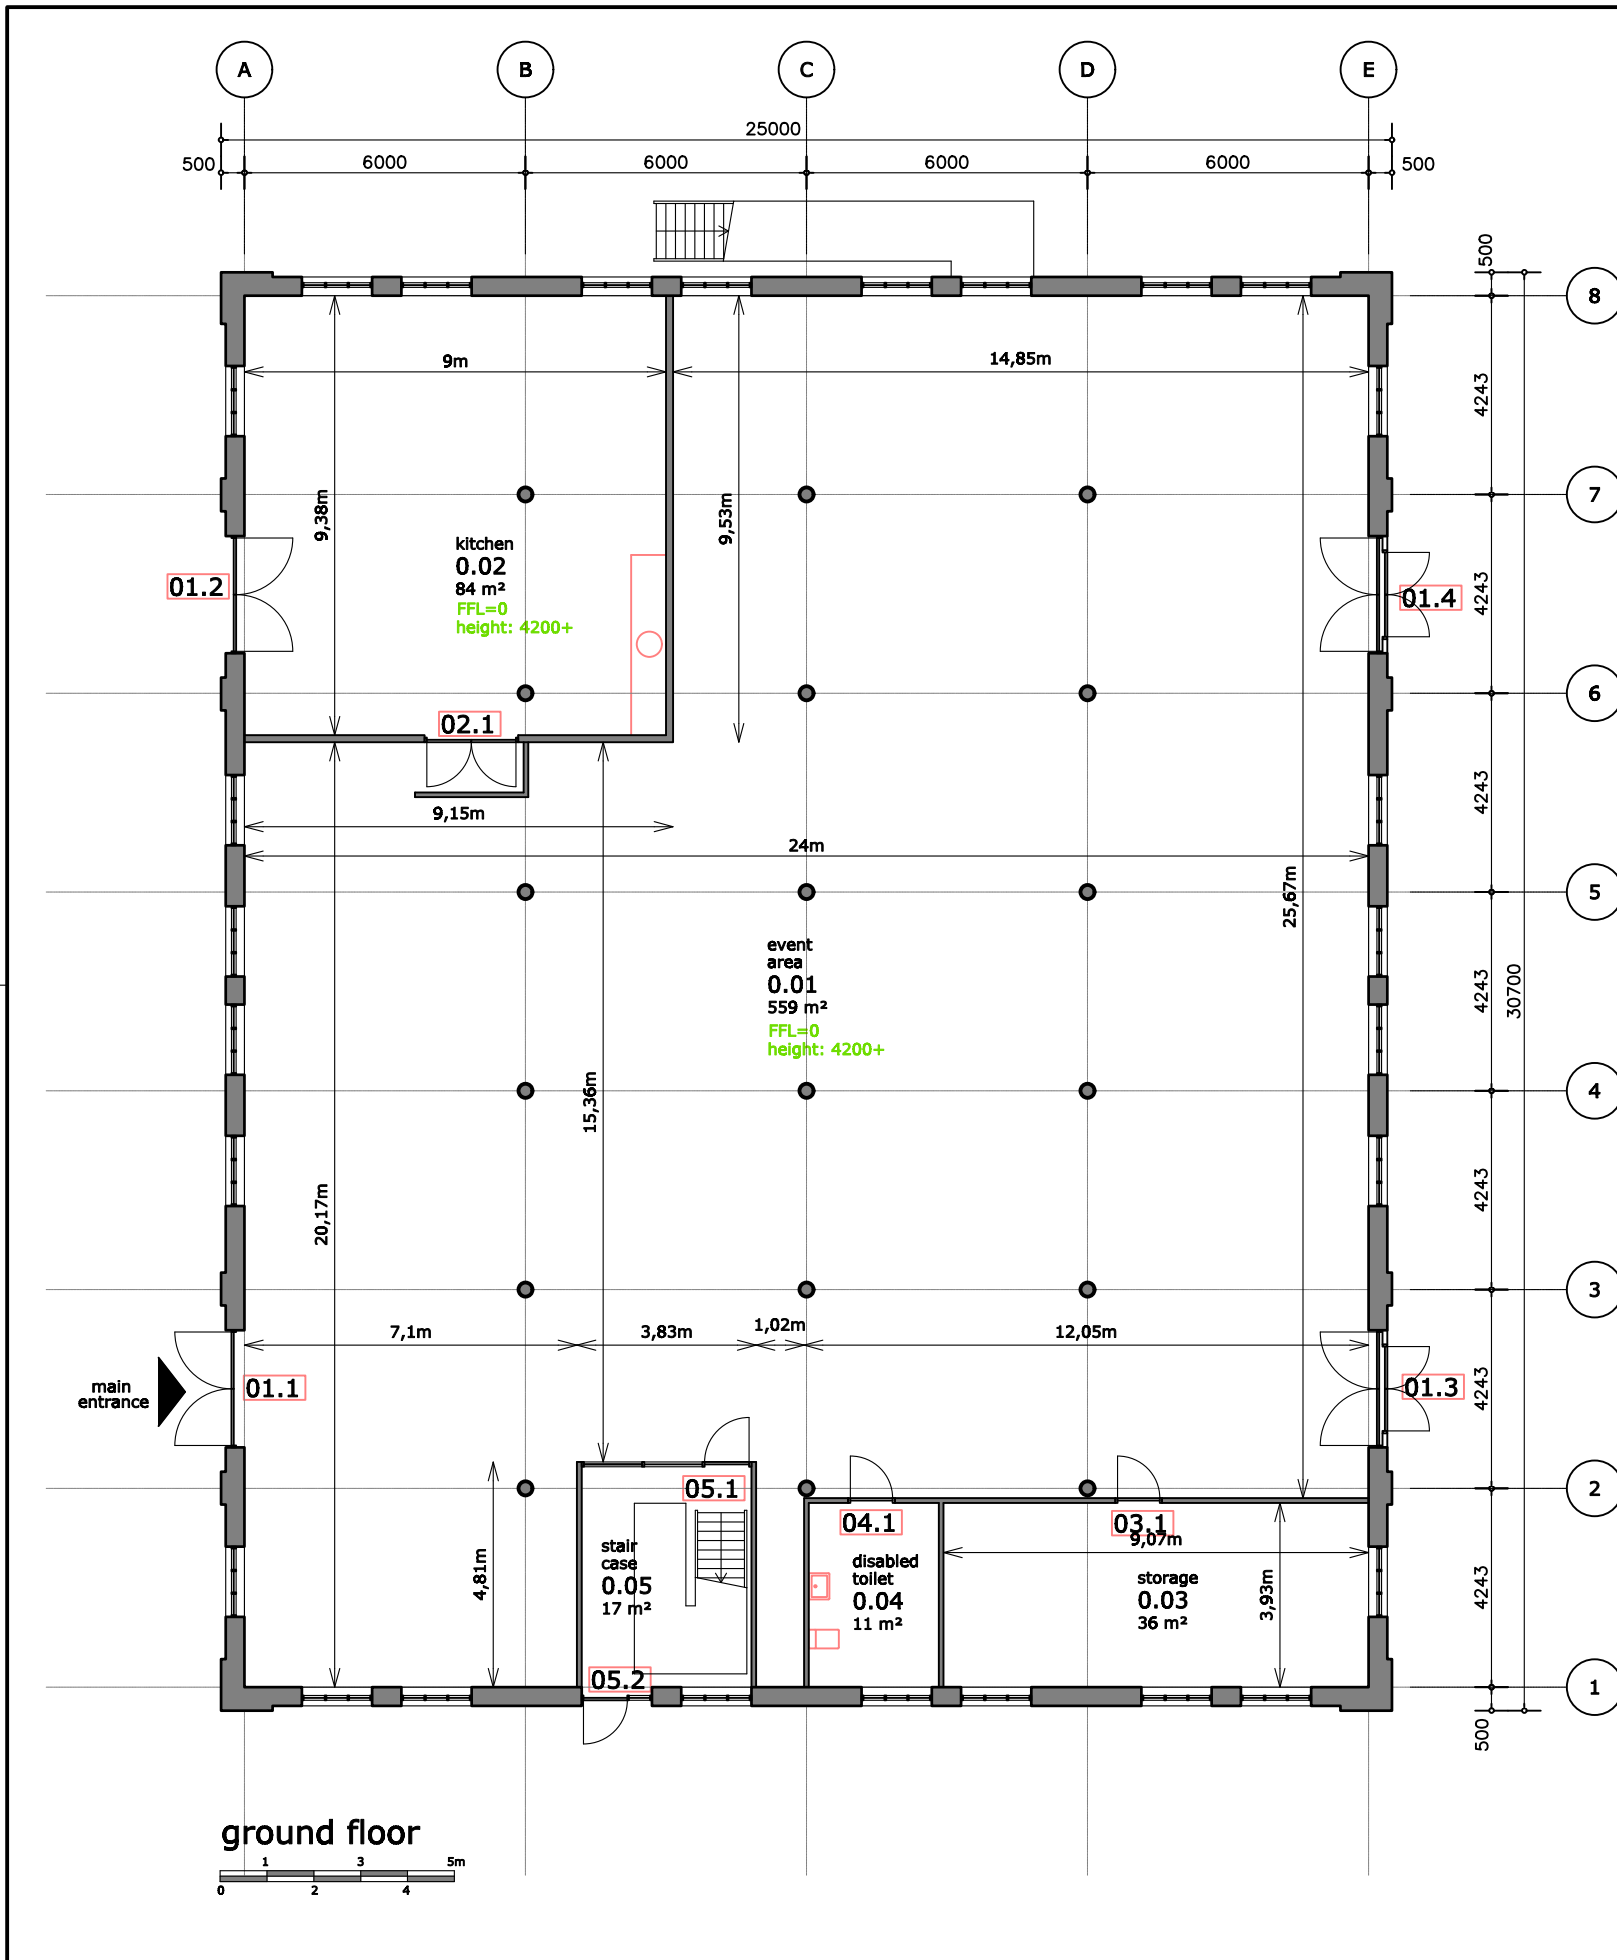 A B C D E
25000
500 6000 6000 6000 6000 500
500
8
9m 14,85m
4243
9,38m
9,53m
7
kitchen
0.02
84 m²
FFL=0
height: 4200+
01.2
01.4
4243
6
02.1
4243
9,15m
24m
25,67m
5
event
area
0.01
559 m²
FFL=0
height: 4200+
4243
30700
15,36m
4
20,17m
4243
3
7,1m 3,83m 1,02m 12,05m
main
entrance
01.1
01.3
4243
05.1
2
04.1
03.1
9,07m
4,81m
stair
case
0.05
17 m²
disabled
toilet
0.04
11 m²
storage
0.03
36 m²
3,93m
4243
05.2
1
500
ground floor
1 3 5m
0 2 4